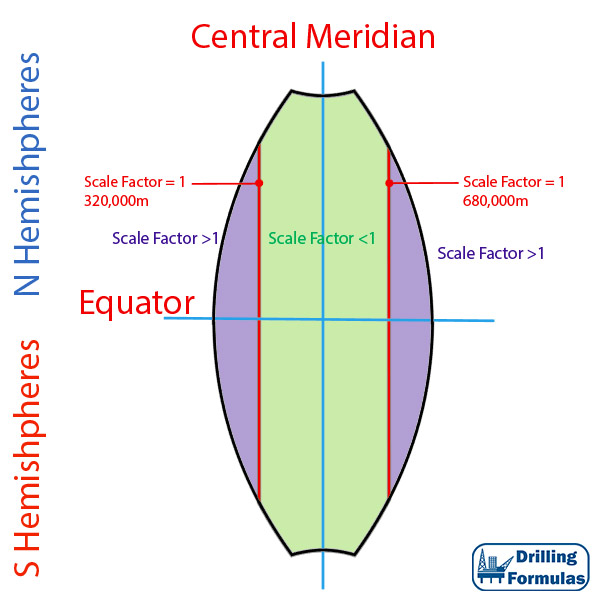 Central Meridian
N Hemishpheres
Scale Factor = 1
320,000m
Scale Factor = 1
680,000m
Scale Factor >1
Scale Factor <1
Scale Factor >1
Equator
S Hemishpheres
Drilling
Formulas